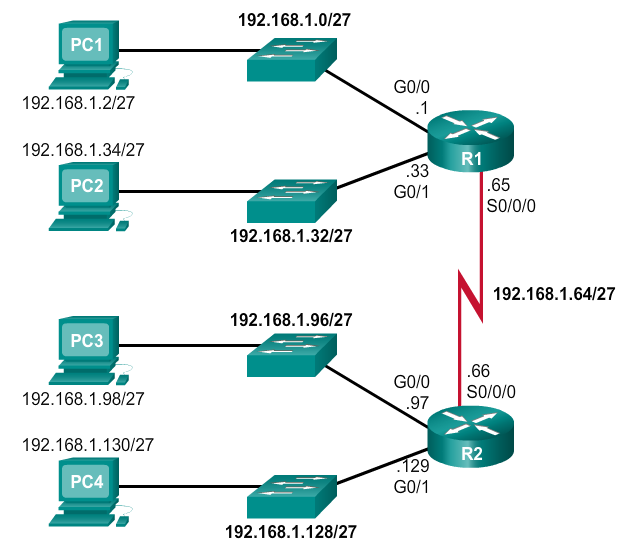 192.168.1.0/27
PC1
192.168.1.2/27
G0/0
.1
R1
192.168.1.34/27
PC2
.33
G0/1
192.168.1.32/27
.65
S0/0/0
192.168.1.64/27
192.168.1.96/27
PC3
192.168.1.98/27
G0/0
.97
.66
S0/0/0
R2
192.168.1.130/27
PC4
.129
G0/1
192.168.1.128/27